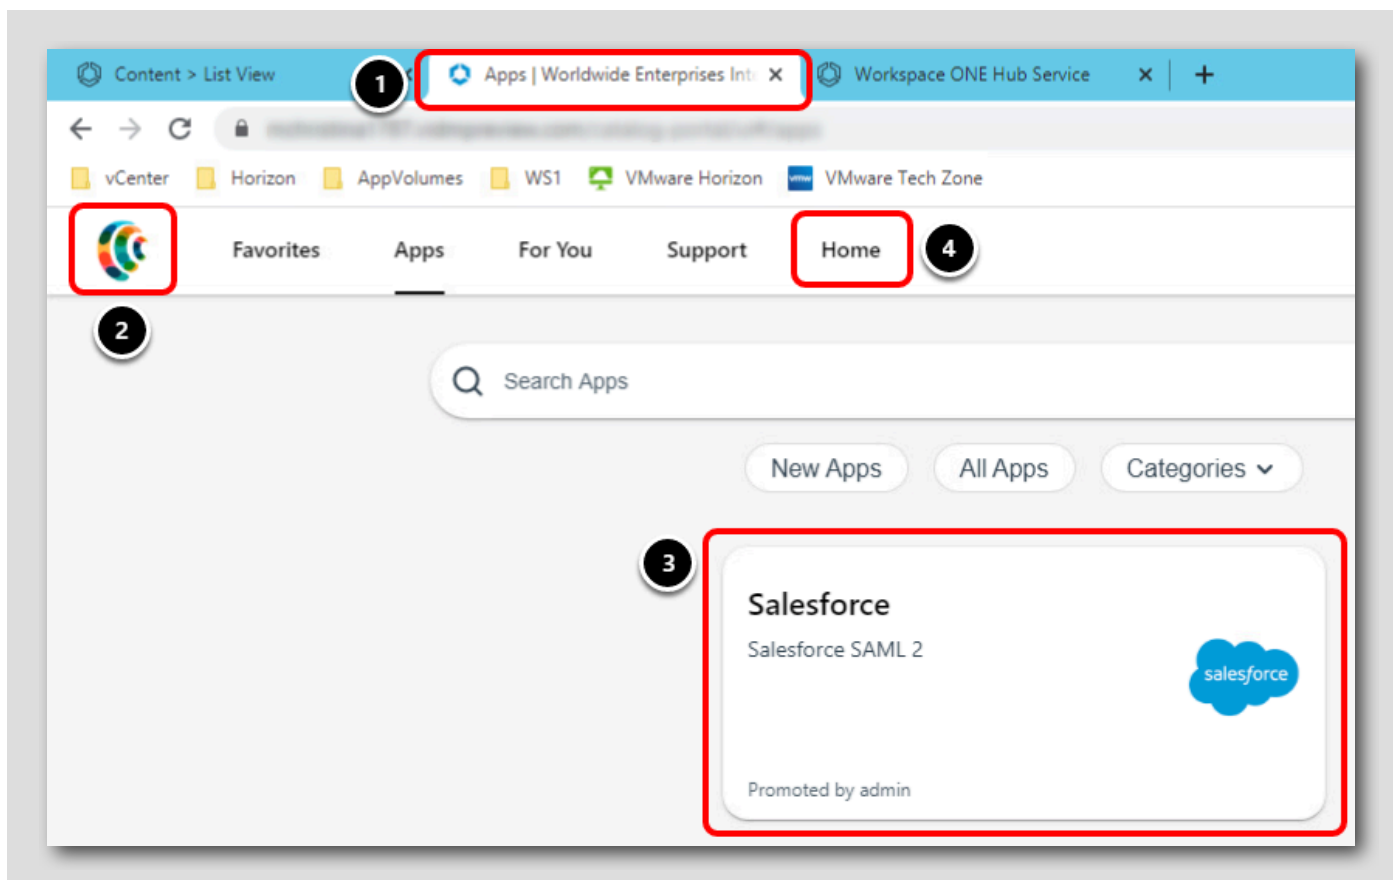 Content > List View
1
Apps | Worldwide Enterprises Int
Workspace ONE Hub Service
vCenter
Horizon
AppVolumes
WS1
VMware Horizon
vmw
VMware Tech Zone
Favorites
Apps
For You
Support
Home
4
2
Search Apps
New Apps
All Apps
Categories
3
Salesforce
Salesforce SAML 2
salesforce
Promoted by admin